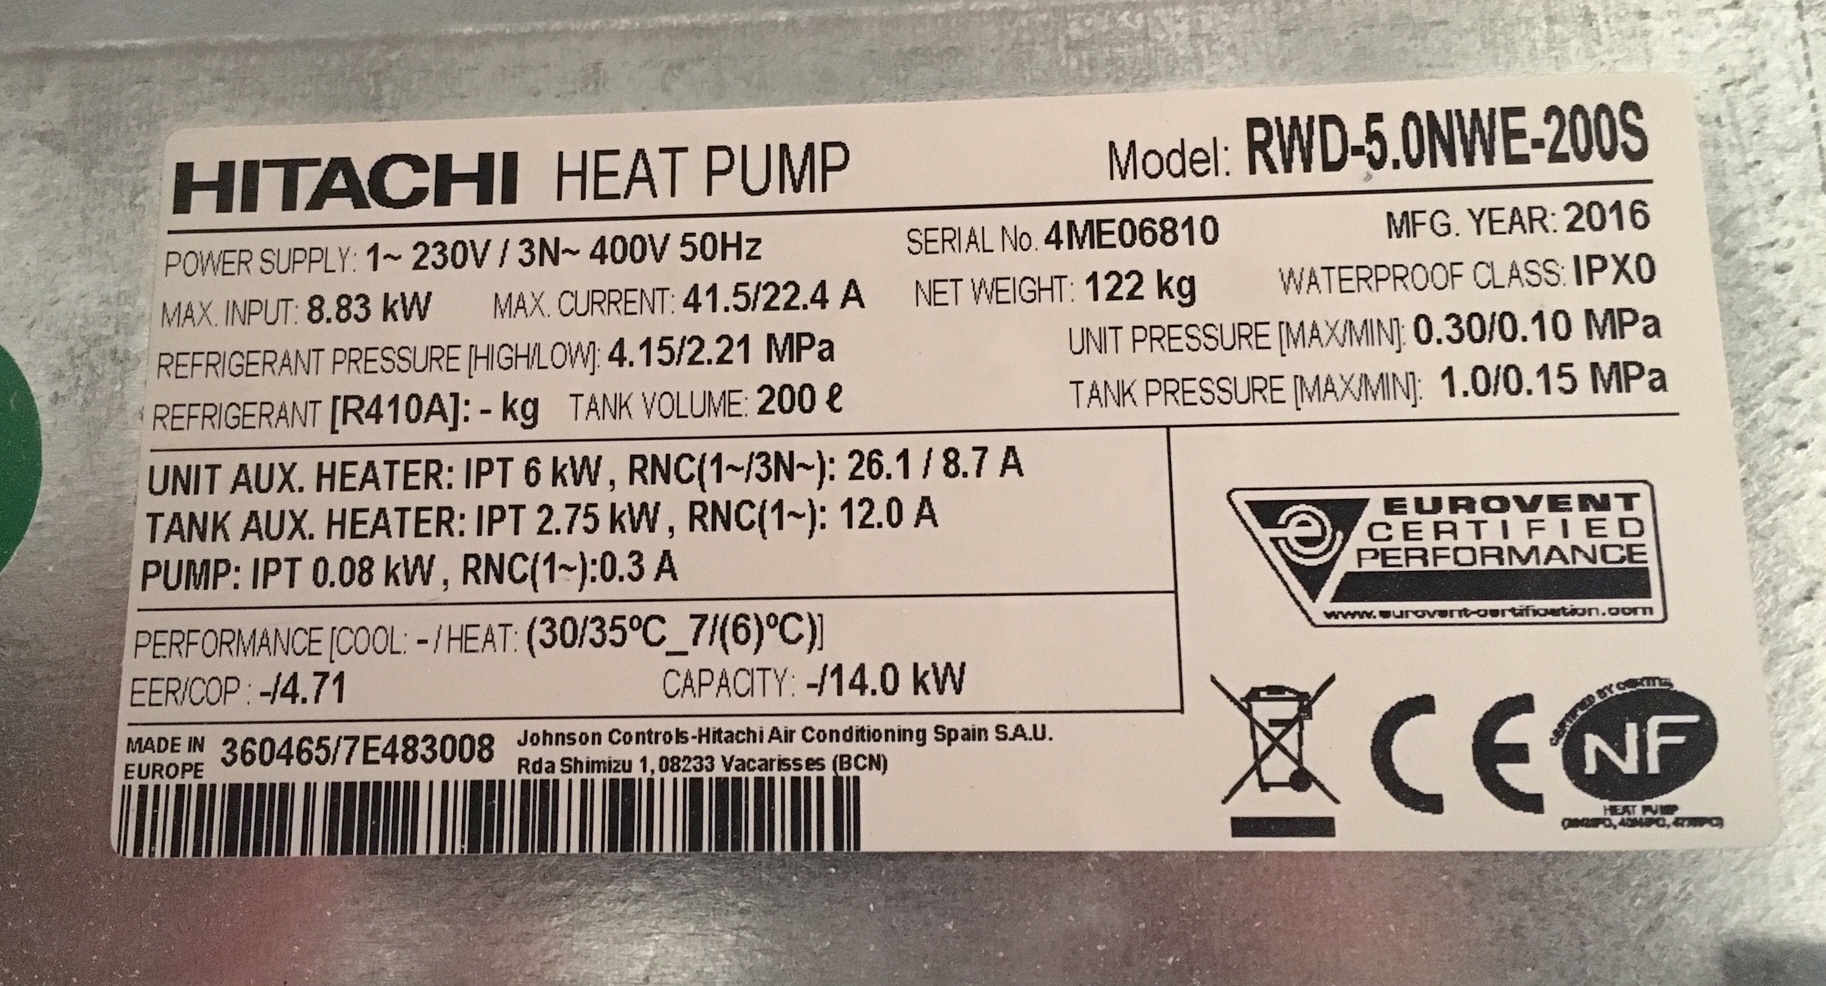 HITACHI HEAT PUMP Model: RWD-5.0NWE-200S
POWER SUPPLY: 1~ 230V / 3N~ 400V 50Hz SERIAL No. 4ME06810 MFG. YEAR: 2016
MAX. INPUT: 8.83 kW MAX. CURRENT: 41.5/22.4 A NET WEIGHT: 122 kg WATERPROOF CLASS: IPX0
REFRIGERANT PRESSURE [HIGH/LOW]: 4.15/2.21 MPa UNIT PRESSURE [MAX/MIN]: 0.30/0.10 MPa
REFRIGERANT [R410A]: - kg TANK VOLUME: 200 ℓ TANK PRESSURE [MAX/MIN]: 1.0/0.15 MPa
UNIT AUX. HEATER: IPT 6 kW, RNC(1~/3N~): 26.1 / 8.7 A
TANK AUX. HEATER: IPT 2.75 kW, RNC(1~): 12.0 A
PUMP: IPT 0.08 kW, RNC(1~):0.3 A
PERFORMANCE [COOL: - / HEAT: (30/35ºC_7/(6)ºC)]
EER/COP : -/4.71 CAPACITY: -/14.0 kW
EUROVENT
CERTIFIED
PERFORMANCE
www.eurovent-certification.com
MADE IN
EUROPE
360465/7E483008
Johnson Controls-Hitachi Air Conditioning Spain S.A.U.
Rda Shimizu 1, 08233 Vacarisses (BCN)
CE
CERTIFIED BY
NF
HEAT PUMP